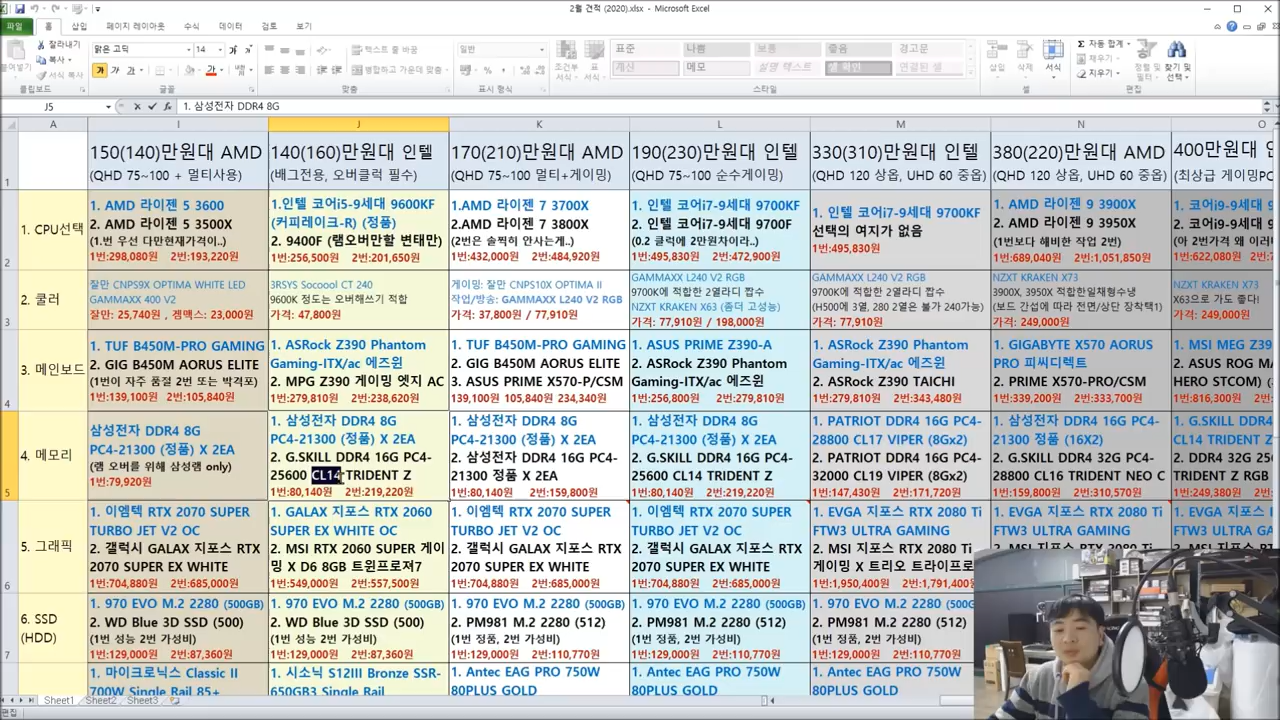 2월 견적 (2020).xlsx - Microsoft Excel
파일 홈 삽입 페이지 레이아웃 수식 데이터 검토 보기
잘라내기
복사
서식 복사
붙여넣기
클립보드
맑은 고딕 14
가 가 가
글꼴
텍스트 줄 바꿈
병합하고 가운데 맞춤
맞춤
일반
표시 형식
조건부 서식
표 서식
표준 나쁨 보통 좋음 경고문
계산 메모 설명 텍스트 셀 확인 연결된 셀
스타일
삽입 삭제 서식
셀
자동 합계
채우기
지우기
정렬 및 필터
찾기 및 선택
편집
J5 1. 삼성전자 DDR4 8G
A I J K L M N O
1
150(140)만원대 AMD
(QHD 75~100 + 멀티사용)
140(160)만원대 인텔
(배그전용, 오버클럭 필수)
170(210)만원대 AMD
(QHD 75~100 멀티+게이밍)
190(230)만원대 인텔
(QHD 75~100 순수게이밍)
330(310)만원대 인텔
(QHD 120 상옵, UHD 60 중옵)
380(220)만원대 AMD
(QHD 120 상옵, UHD 60 중옵)
400만원대 인
(최상급 게이밍PC
2
1. CPU선택
1. AMD 라이젠 5 3600
2. AMD 라이젠 5 3500X
(1번 우선 다만현재가격이..)
1번:298,080원 2번:193,220원
1.인텔 코어i5-9세대 9600KF
(커피레이크-R) (정품)
2. 9400F (램오버만할 변태만)
1번:256,500원 2번:201,650원
1.AMD 라이젠 7 3700X
2. AMD 라이젠 7 3800X
(2번은 솔찍히 안사는게..)
1번:432,000원 2번:484,920원
1. 인텔 코어i7-9세대 9700KF
2. 인텔 코어i7-9세대 9700F
(0.2 클럭에 2만원차이라..)
1번:495,830원 2번:472,900원
1. 인텔 코어i7-9세대 9700KF
선택의 여지가 없음
1번:495,830원
1. AMD 라이젠 9 3900X
2. AMD 라이젠 9 3950X
(1번보다 헤비한 작업 2번)
1번:689,040원 2번:1,051,850원
1. 코어i9-9세대
2. 코어i9-9세대
(아 2번가격 왜 이러
1번:622,080원
3
2. 쿨러
잘만 CNPS9X OPTIMA WHITE LED
GAMMAXX 400 V2
잘만: 25,740원 , 겜맥스: 23,000원
3RSYS Socoool CT 240
9600K 정도는 오버해쓰기 적합
가격: 47,800원
게이밍: 잘만 CNPS10X OPTIMA II
작업/방송: GAMMAXX L240 V2 RGB
가격: 37,800원 / 77,910원
GAMMAXX L240 V2 RGB
9700K에 적합한 2열라디 짭수
NZXT KRAKEN X63 (좀더 고성능)
가격: 77,910원 / 198,000원
GAMMAXX L240 V2 RGB
9700K에 적합한 2열라디 짭수
(H500에 3열, 280 2열은 불가 240가능)
가격: 77,910원
NZXT KRAKEN X73
3900X, 3950X 적합한일체형수냉
(보드 간섭에 따라 전면/상단 장착택1)
가격: 249,000원
NZXT KRAKEN X73
X63으로 가도 좋다!
가격: 249,000원
4
3. 메인보드
1. TUF B450M-PRO GAMING
2. GIG B450M AORUS ELITE
(1번이 자주 품절 2번 또는 박격포)
1번:139,100원 2번:105,840원
1. ASRock Z390 Phantom
Gaming-ITX/ac 에즈윈
2. MPG Z390 게이밍 엣지 AC
1번:279,810원 2번:238,620원
1. TUF B450M-PRO GAMING
2. GIG B450M AORUS ELITE
3. ASUS PRIME X570-P/CSM
139,100원 105,840원 234,340원
1. ASUS PRIME Z390-A
2. ASRock Z390 Phantom
Gaming-ITX/ac 에즈윈
1번:256,800원 2번:279,810원
1. ASRock Z390 Phantom
Gaming-ITX/ac 에즈윈
2. ASRock Z390 TAICHI
1번:279,810원 2번:343,480원
1. GIGABYTE X570 AORUS
PRO 피씨디렉트
2. PRIME X570-PRO/CSM
1번:339,200원 2번:333,700원
1. MSI MEG Z39
2. ASUS ROG MA
HERO STCOM)
1번:816,300원
5
4. 메모리
삼성전자 DDR4 8G
PC4-21300 (정품) X 2EA
(램 오버를 위해 삼성램 only)
1번:79,920원
1. 삼성전자 DDR4 8G
PC4-21300 (정품) X 2EA
2. G.SKILL DDR4 16G PC4-
25600 CL14 TRIDENT Z
1번:80,140원 2번:219,220원
1. 삼성전자 DDR4 8G
PC4-21300 (정품) X 2EA
2. 삼성전자 DDR4 16G PC4-
21300 정품 X 2EA
1번:80,140원 2번:159,800원
1. 삼성전자 DDR4 8G
PC4-21300 (정품) X 2EA
2. G.SKILL DDR4 16G PC4-
25600 CL14 TRIDENT Z
1번:80,140원 2번:219,220원
1. PATRIOT DDR4 16G PC4-
28800 CL17 VIPER (8Gx2)
2. PATRIOT DDR4 16G PC4-
32000 CL19 VIPER (8Gx2)
1번:147,430원 2번:171,720원
1. 삼성전자 DDR4 16G PC4-
21300 정품 (16X2)
2. G.SKILL DDR4 32G PC4-
28800 CL16 TRIDENT NEO C
1번:159,800원 2번:310,570원
1. G.SKILL DDR4
TRIDENT Z
2. DDR4 32G 256
TRIDENT Z RGB
1번:249,380원
6
5. 그래픽
1. 이엠텍 RTX 2070 SUPER
TURBO JET V2 OC
2. 갤럭시 GALAX 지포스 RTX
2070 SUPER EX WHITE
1번:704,880원 2번:685,000원
1. GALAX 지포스 RTX 2060
SUPER EX WHITE OC
2. MSI RTX 2060 SUPER 게이
밍 X D6 8GB 트윈프로져7
1번:549,000원 2번:557,500원
1. 이엠텍 RTX 2070 SUPER
TURBO JET V2 OC
2. 갤럭시 GALAX 지포스 RTX
2070 SUPER EX WHITE
1번:704,880원 2번:685,000원
1. 이엠텍 RTX 2070 SUPER
TURBO JET V2 OC
2. 갤럭시 GALAX 지포스 RTX
2070 SUPER EX WHITE
1번:704,880원 2번:685,000원
1. EVGA 지포스 RTX 2080 Ti
FTW3 ULTRA GAMING
2. MSI 지포스 RTX 2080 Ti
게이밍 X 트리오 트라이프로
1번:1,950,400원 2번:1,791,400원
1. EVGA 지포스 RTX 2080 Ti
FTW3 ULTRA GAMING
2. MSI 지포스 RTX 2080 Ti
1. EVGA 지포스
FTW3 ULTRA G
7
6. SSD
(HDD)
1. 970 EVO M.2 2280 (500GB)
2. WD Blue 3D SSD (500)
(1번 성능 2번 가성비)
1번:129,000원 2번:87,360원
1. 970 EVO M.2 2280 (500GB)
2. WD Blue 3D SSD (500)
(1번 성능 2번 가성비)
1번:129,000원 2번:87,360원
1. 970 EVO M.2 2280 (500GB)
2. PM981 M.2 2280 (512)
(1번 정품, 2번 가성비)
1번:129,000원 2번:110,770원
1. 970 EVO M.2 2280 (500GB)
2. PM981 M.2 2280 (512)
(1번 정품, 2번 가성비)
1번:129,000원 2번:110,770원
1. 970 EVO M.2 2280
2. PM981 M.2 2280 (512)
(1번 정품, 2번 가성비)
1번:129,000원 2번:110,770원
1. 마이크로닉스 Classic II
700W Single Rail 85+
1. 시소닉 S12III Bronze SSR-
650GB3 Single Rail
1. Antec EAG PRO 750W
80PLUS GOLD
1. Antec EAG PRO 750W
80PLUS GOLD
1. Antec EAG PRO 750W
80PLUS GOLD
Sheet1 Sheet2 Sheet3
편집